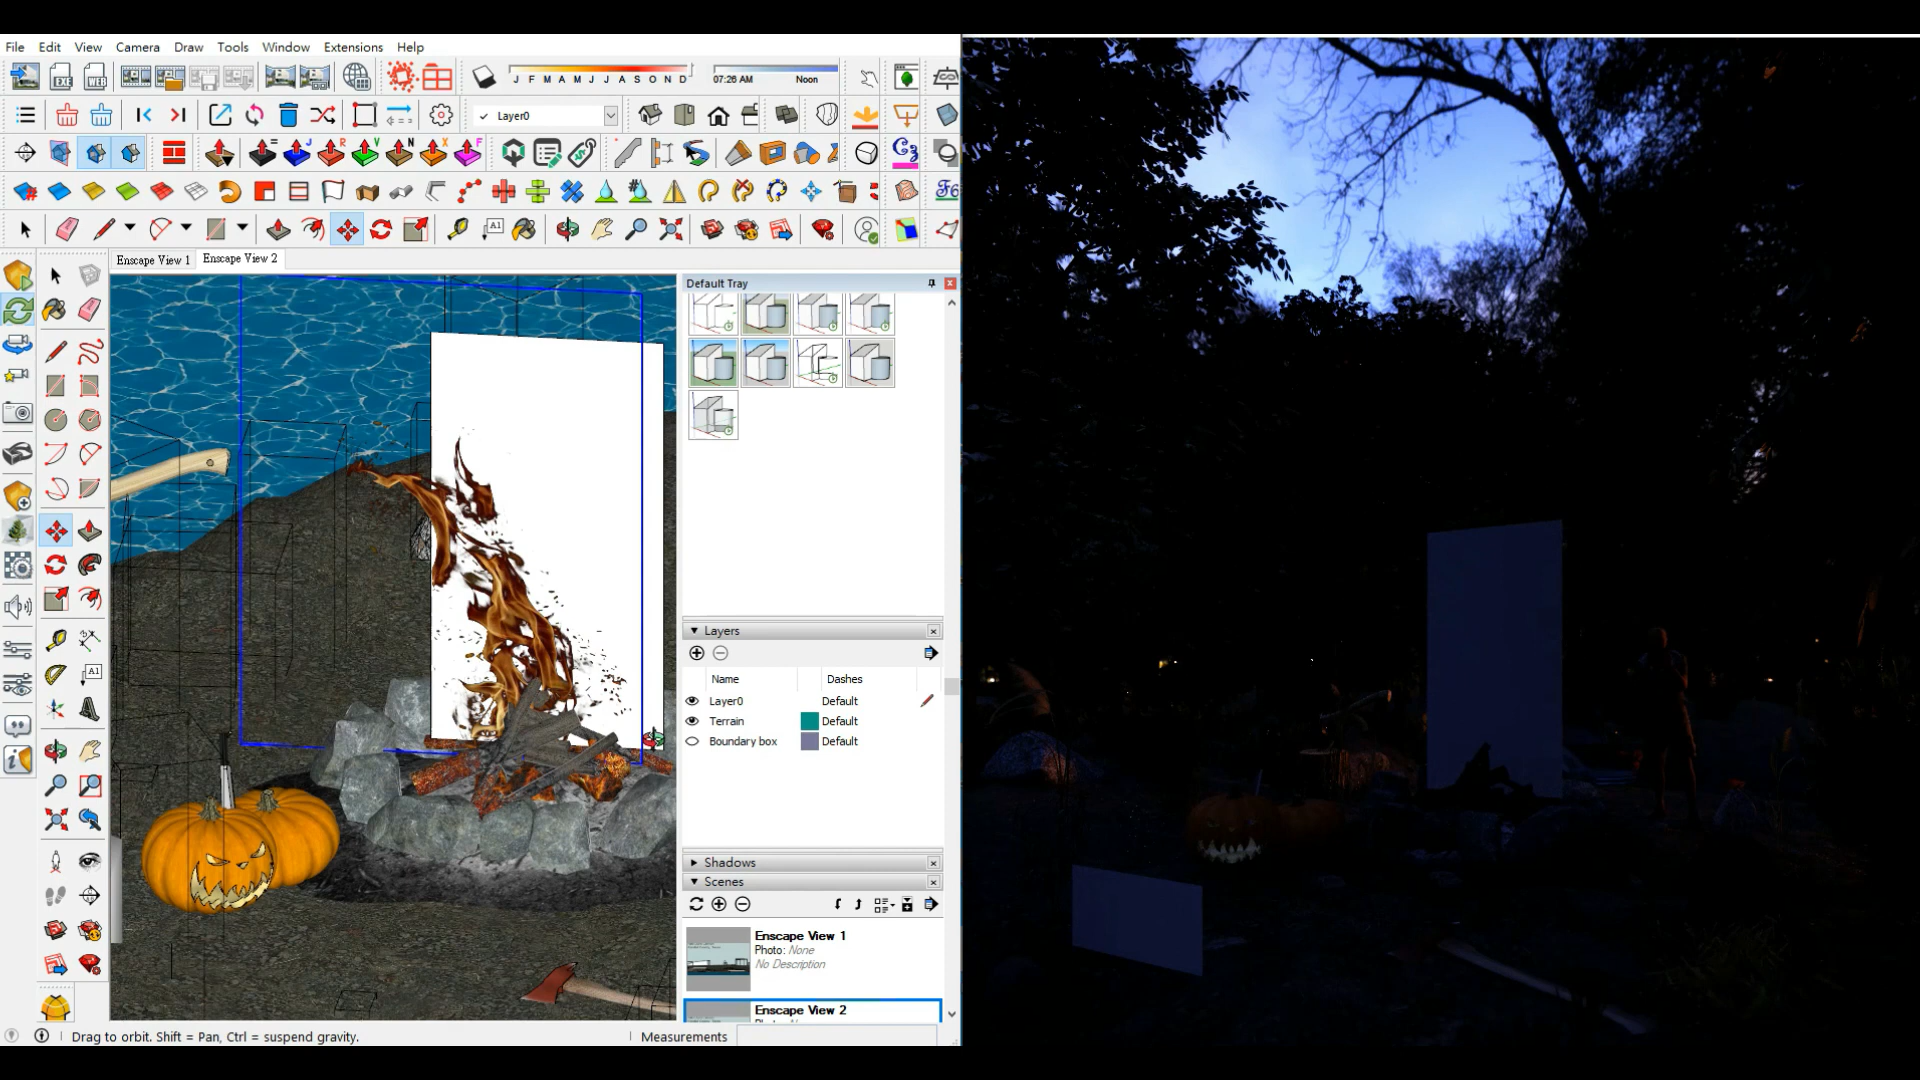 File Edit View Camera Draw Tools Window Extensions Help
J F M A M J J A S O N D
07:26 AM Noon
Layer0
Enscape View 1 Enscape View 2
Default Tray
Layers
Name Dashes
Layer0 Default
Terrain Default
Boundary box Default
Shadows
Scenes
Enscape View 1
Photo: None
No Description
Enscape View 2
Drag to orbit. Shift = Pan, Ctrl = suspend gravity. Measurements